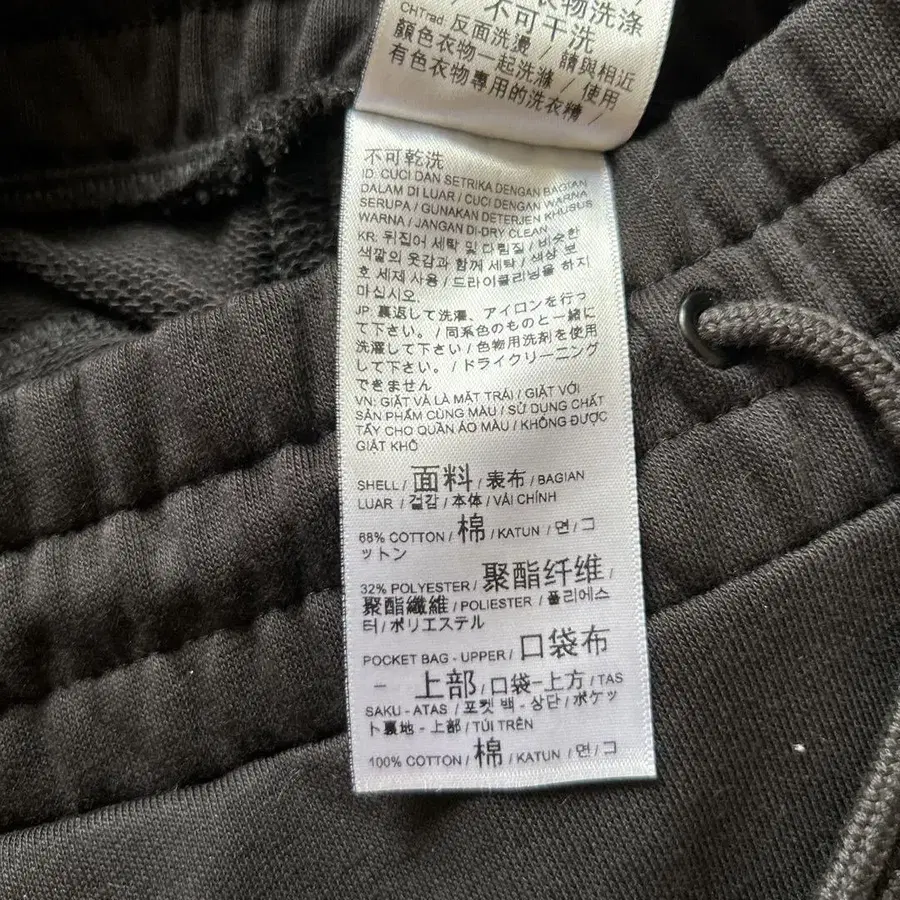 衣物洗涤
不可干洗
CHTrad 反面洗燙 / 請與相近
顏色衣物一起洗滌 / 使用
有色衣物專用的洗衣精 /
不可乾洗
ID: CUCI DAN SETRIKA DENGAN BAGIAN
DALAM DI LUAR / CUCI DENGAN WARNA
SERUPA / GUNAKAN DETERJEN KHUSUS
WARNA / JANGAN DI-DRY CLEAN
KR: 뒤집어 세탁 및 다림질 / 비슷한
색깔의 옷감과 함께 세탁 / 색상 보
호 세제 사용 / 드라이클리닝을 하지
마십시오
JP: 裏返して洗濯、アイロンを行っ
て下さい。 / 同系色のものと一緒に
洗濯して下さい / 色物用洗剤を使用
して下さい。 / ドライクリーニング
できません
VN: GIẶT VÀ LÀ MẶT TRÁI / GIẶT VỚI
SẢN PHẨM CÙNG MÀU / SỬ DỤNG CHẤT
TẨY CHO QUẦN ÁO MÀU / KHÔNG ĐƯỢC
GIẶT KHÔ
SHELL / 面料 / 表布 / BAGIAN
LUAR / 겉감 / 本体 / VẢI CHÍNH
68% COTTON / 棉 / KATUN / 면 / コ
ットン
32% POLYESTER / 聚酯纤维 /
聚酯纖維 / POLIESTER / 폴리에스
터 / ポリエステル
POCKET BAG - UPPER / 口袋布
- 上部 / 口袋-上方 / TAS
SAKU - ATAS / 포켓 백 - 상단 / ポケッ
ト裏地 - 上部 / TÚI TRÊN
100% COTTON / 棉 / KATUN / 면 / コ